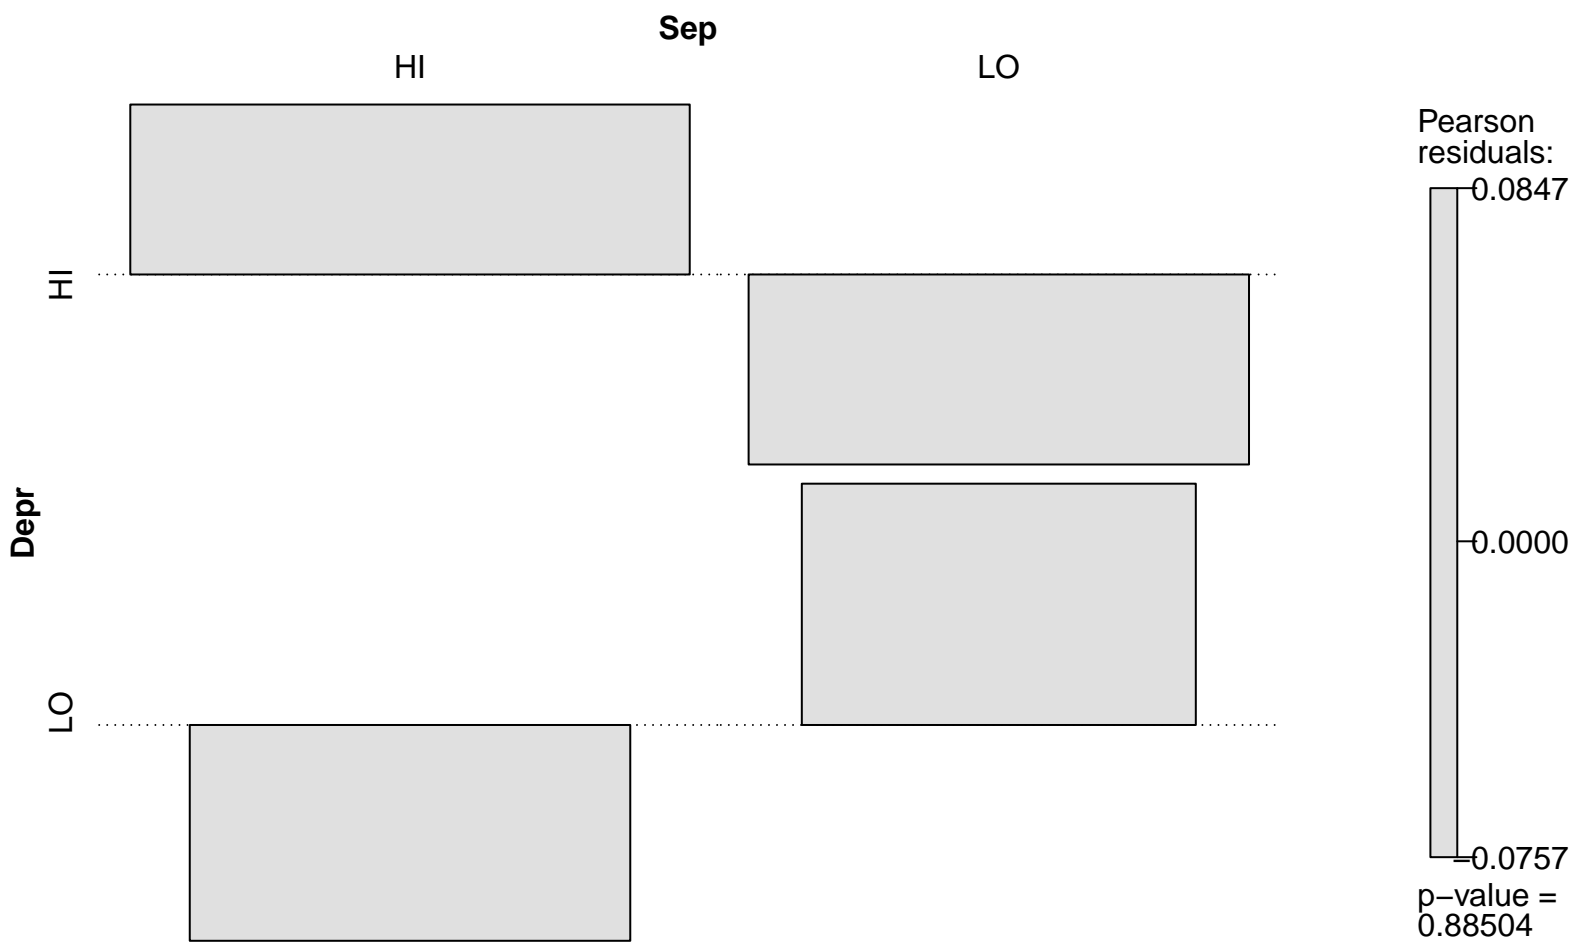 Sep
HI
LO
Depr
HI
LO
Pearson
residuals:
0.0847
0.0000
−0.0757
p−value =
0.88504